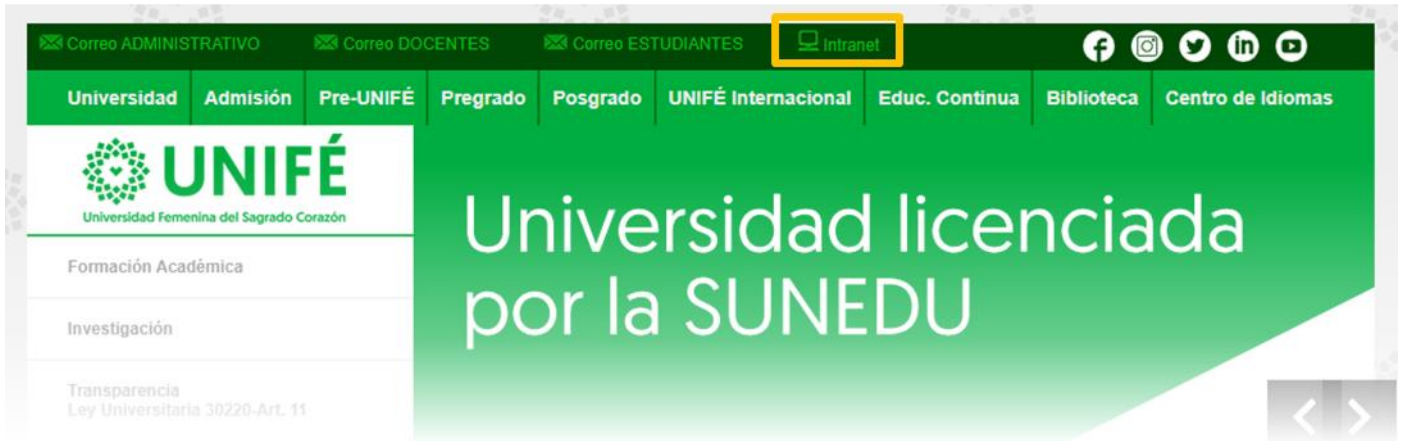 Correo ADMINISTRATIVO Correo DOCENTES Correo ESTUDIANTES Intranet
Universidad Admisión Pre-UNIFÉ Pregrado Posgrado UNIFÉ Internacional Educ. Continua Biblioteca Centro de Idiomas
UNIFÉ
Universidad Femenina del Sagrado Corazón
Formación Académica
Investigación
Transparencia
Ley Universitaria 30220-Art. 11
Universidad licenciada
por la SUNEDU